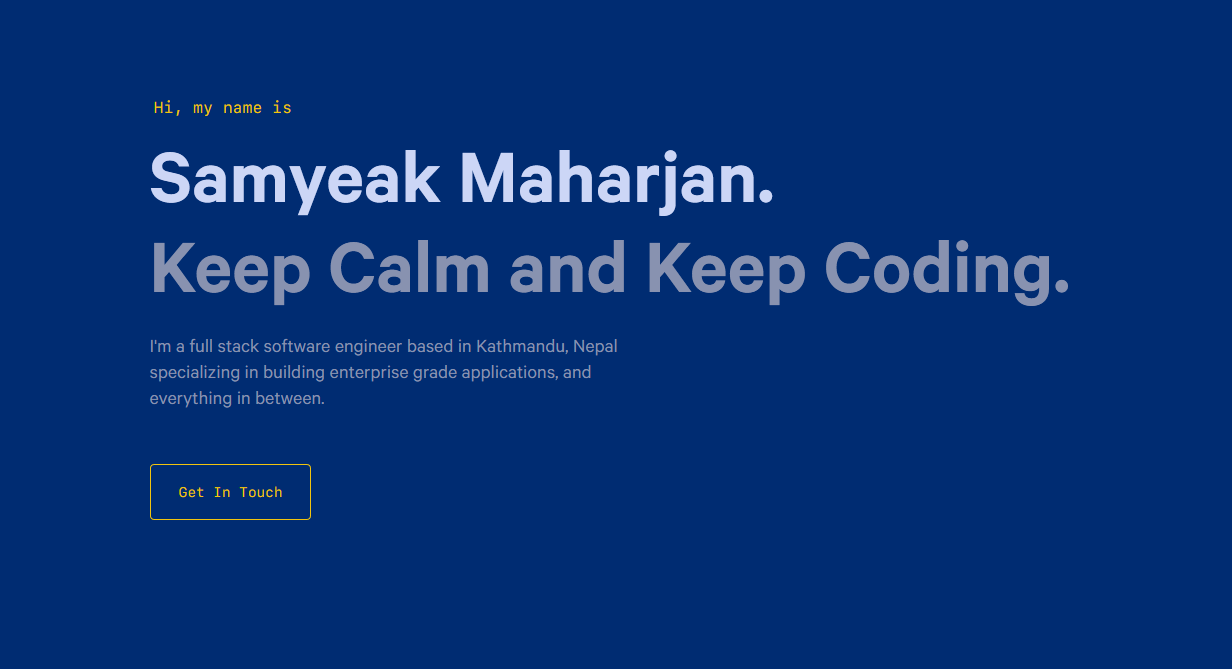 Hi, my name is
Samyeak Maharjan.
Keep Calm and Keep Coding.
I'm a full stack software engineer based in Kathmandu, Nepal
specializing in building enterprise grade applications, and
everything in between.
Get In Touch